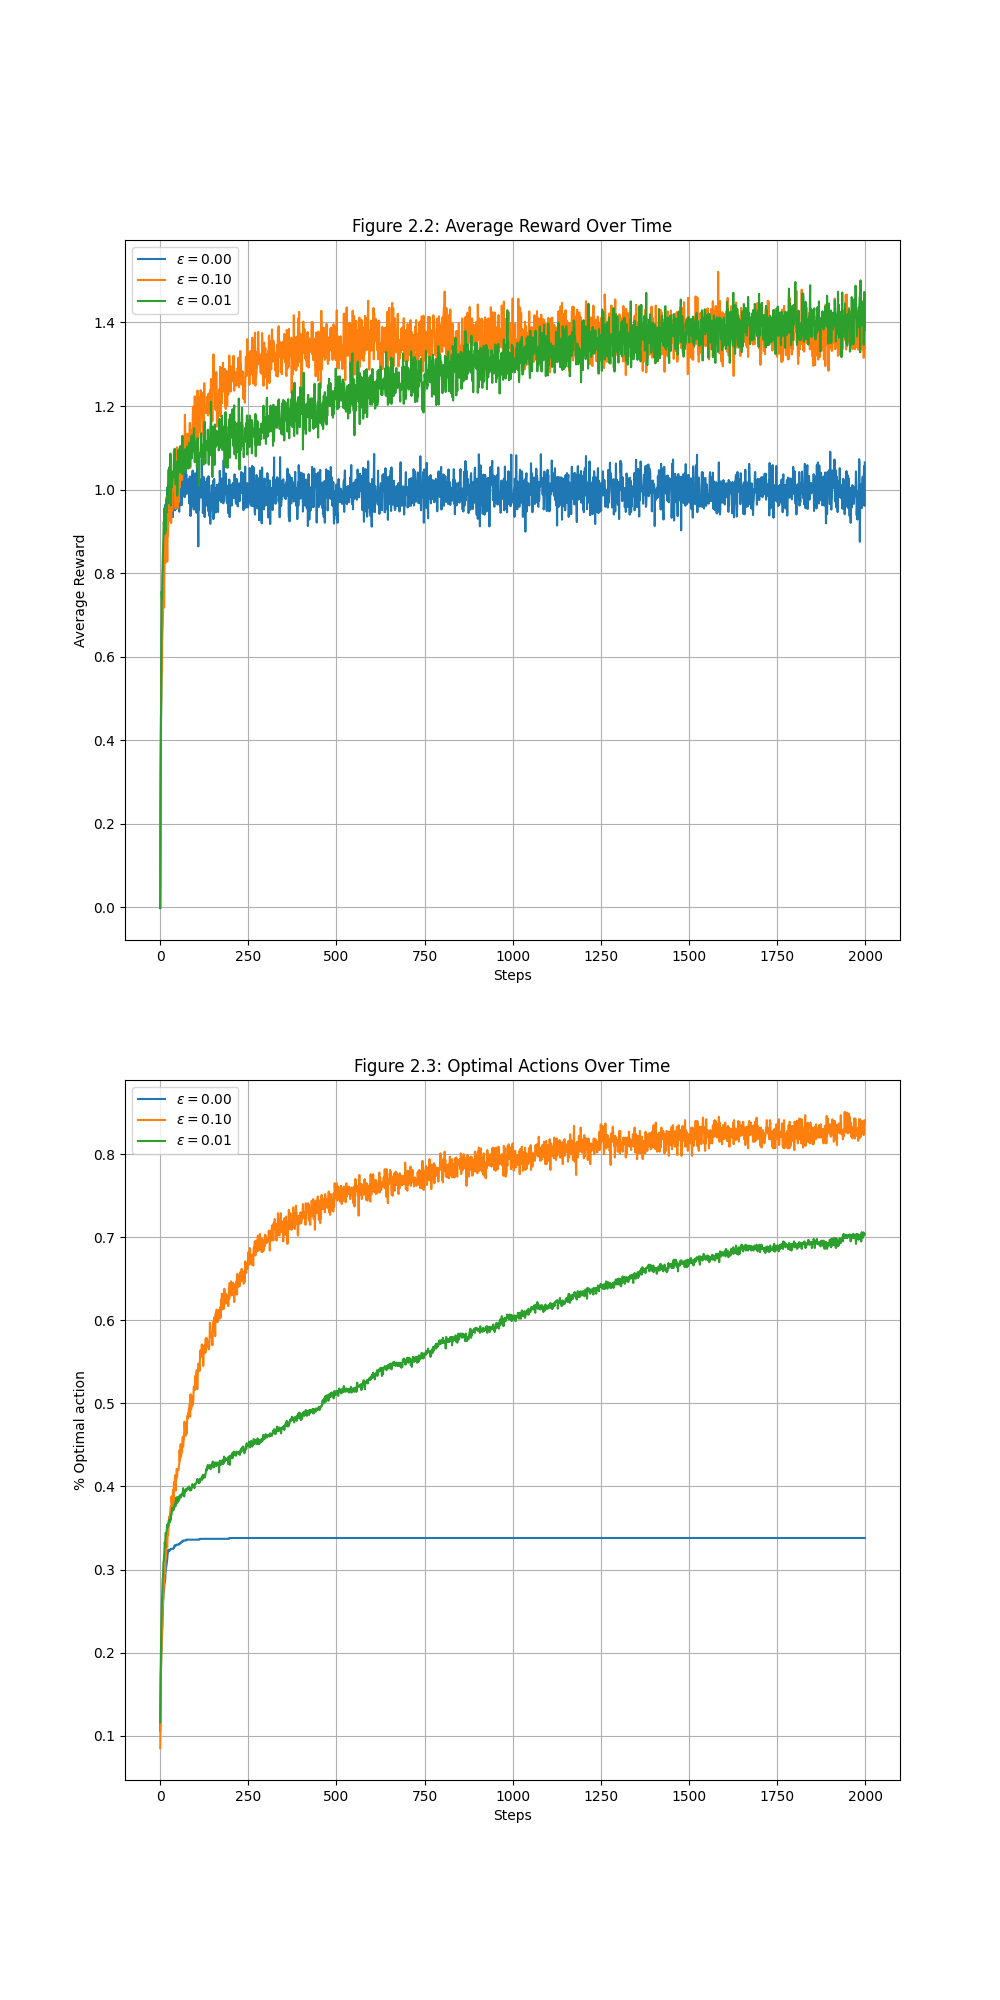 Figure 2.2: Average Reward Over Time
ε = 0.00
ε = 0.10
ε = 0.01
1.4
1.2
1.0
0.8
0.6
0.4
0.2
0.0
Average Reward
0 250 500 750 1000 1250 1500 1750 2000
Steps
Figure 2.3: Optimal Actions Over Time
ε = 0.00
ε = 0.10
ε = 0.01
0.8
0.7
0.6
0.5
0.4
0.3
0.2
0.1
% Optimal action
0 250 500 750 1000 1250 1500 1750 2000
Steps